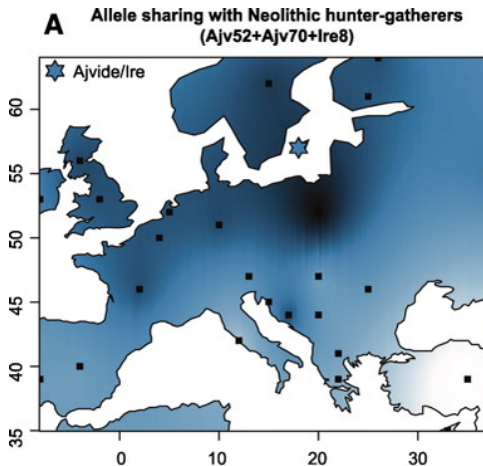 A
Allele sharing with Neolithic hunter-gatherers
(Ajv52+Ajv70+Ire8)
Ajvide/Ire
60
55
50
45
40
35
0 10 20 30